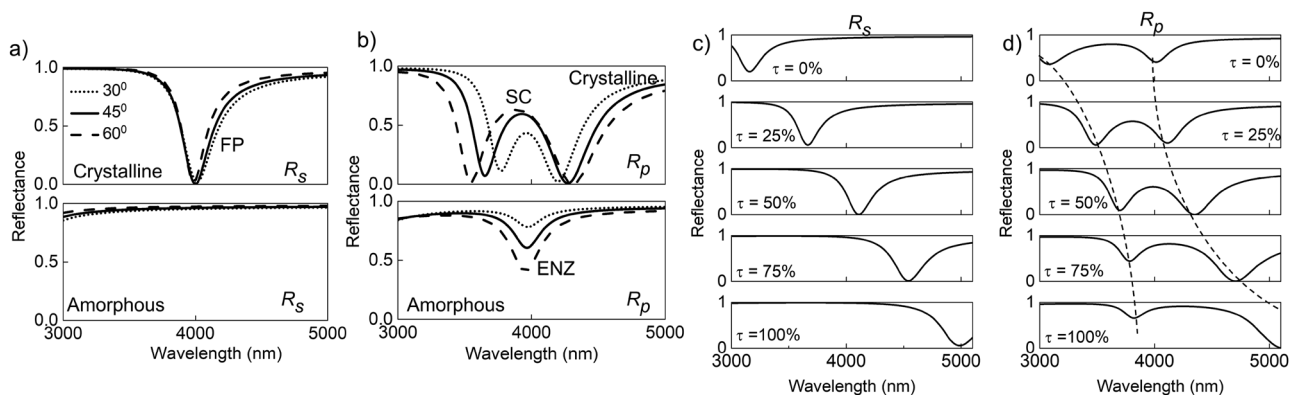 a)
1.0
0.5
0.0
30⁰
45⁰
60⁰
FP
Crystalline
Rs
1.0
0.5
0.0
Amorphous
Rs
3000
4000
5000
Wavelength (nm)
Reflectance
b)
1.0
0.5
0.0
Crystalline
SC
Rp
1.0
0.5
0.0
ENZ
Amorphous
Rp
3000
4000
5000
Wavelength (nm)
Reflectance
c)
Rs
1
0
τ = 0%
1
0
τ = 25%
1
0
τ = 50%
1
0
τ = 75%
1
0
τ =100%
3000
4000
5000
Wavelength (nm)
Reflectance
d)
Rp
1
0
τ = 0%
1
0
τ = 25%
1
0
τ = 50%
1
0
τ = 75%
1
0
τ = 100%
3000
4000
5000
Wavelength (nm)
Reflectance